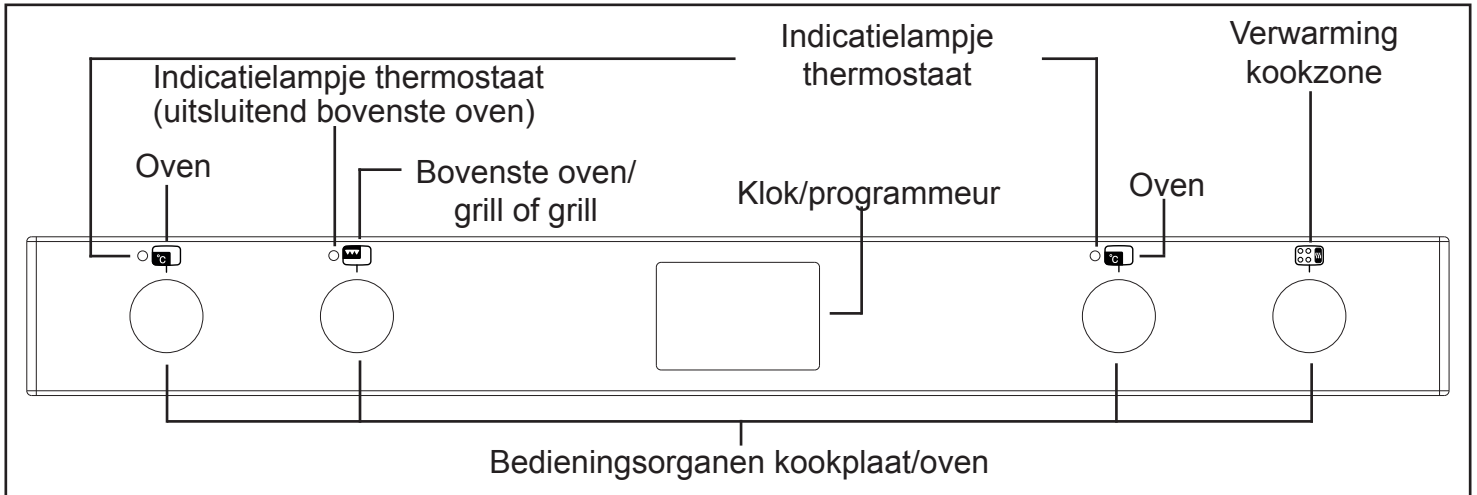 Indicatielampje
thermostaat
Verwarming
kookzone
Indicatielampje thermostaat
(uitsluitend bovenste oven)
Oven
Bovenste oven/
grill of grill
Klok/programmeur
Oven
°C
°C
Bedieningsorganen kookplaat/oven